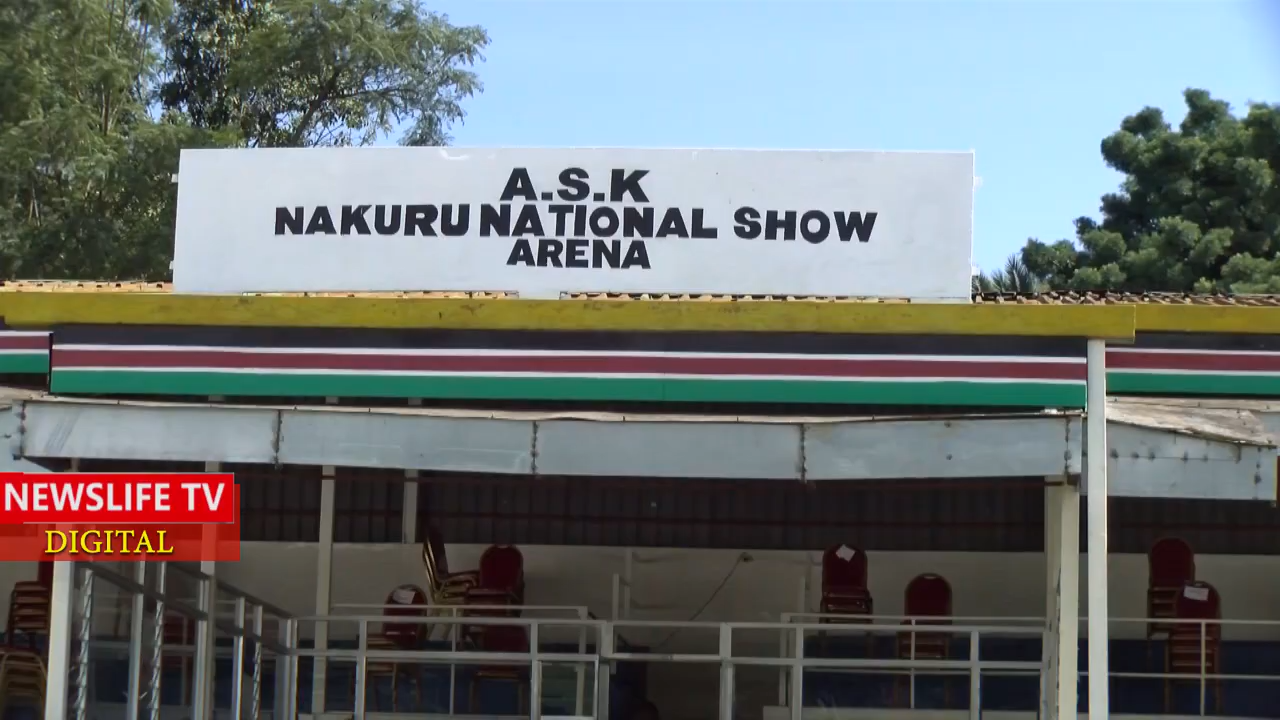 A.S.K
NAKURU NATIONAL SHOW
ARENA
NEWSLIFE TV
DIGITAL